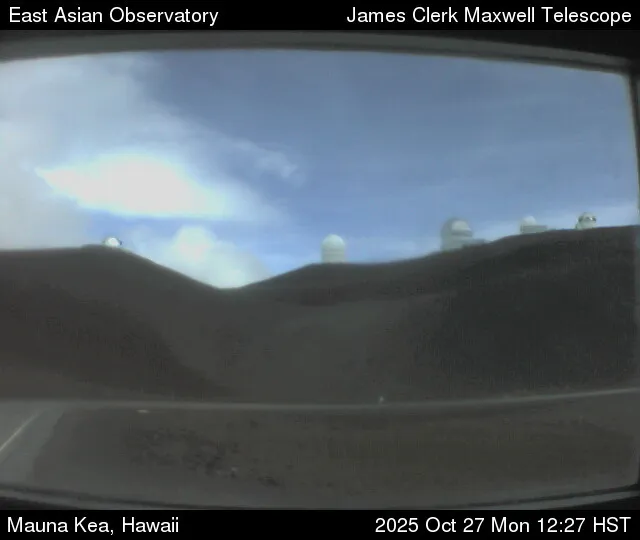 East Asian Observatory
James Clerk Maxwell Telescope
Mauna Kea, Hawaii
2025 Oct 27 Mon 12:27 HST